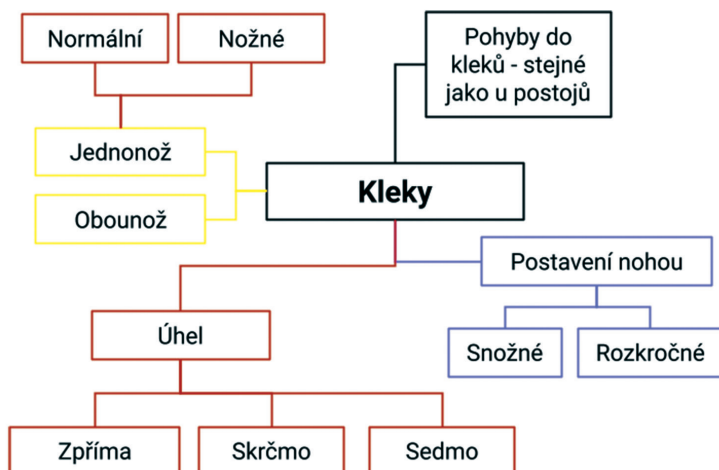 Normální
Nožné
Pohyby do
kleků - stejné
jako u postojů
Jednonož
Obounož
Kleky
Postavení nohou
Úhel
Snožné
Rozkročné
Zpříma
Skrčmo
Sedmo